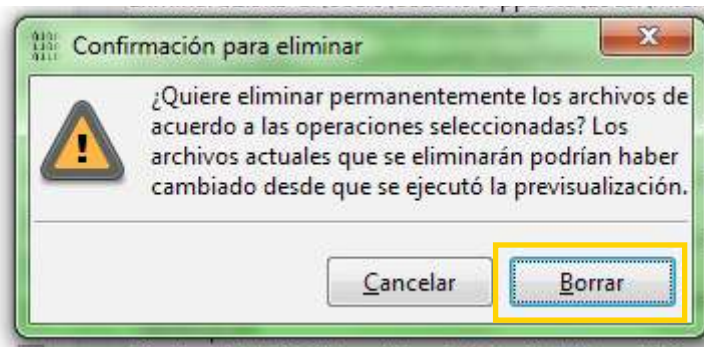 Confirmación para eliminar
¿Quiere eliminar permanentemente los archivos de
acuerdo a las operaciones seleccionadas? Los
archivos actuales que se eliminarán podrían haber
cambiado desde que se ejecutó la previsualización.
Cancelar
Borrar